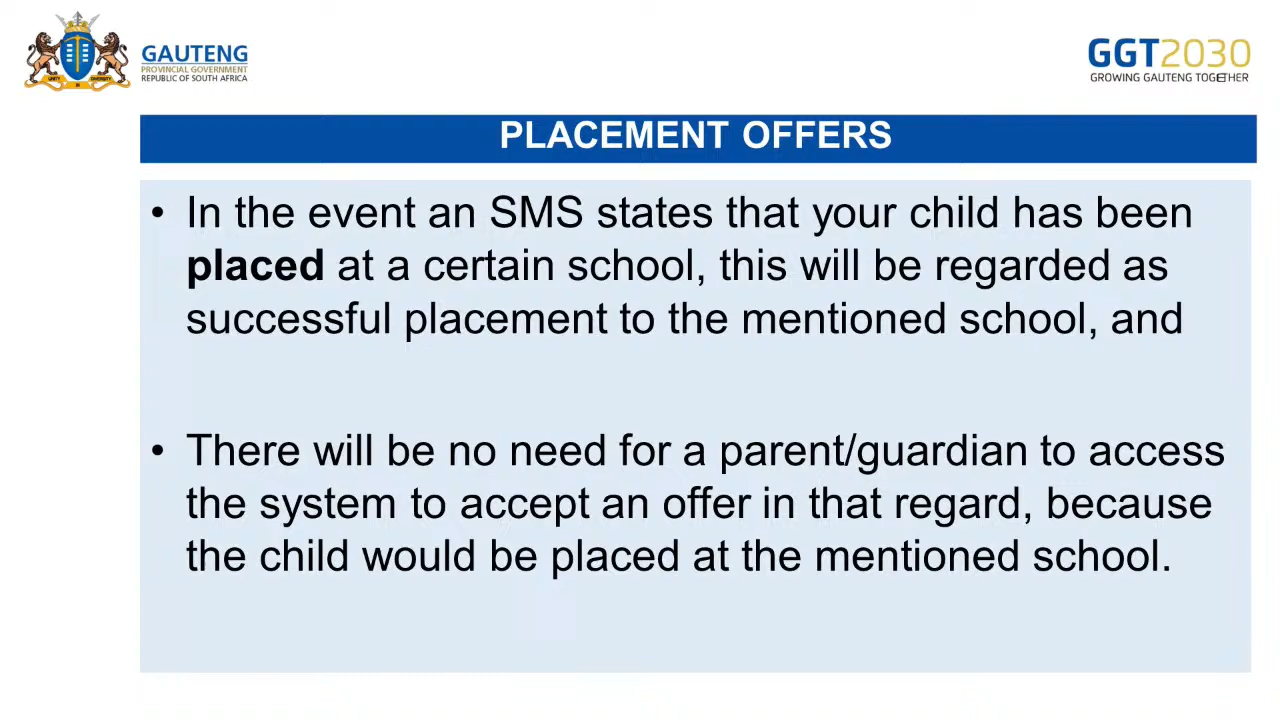 GAUTENG
PROVINCIAL GOVERNMENT
REPUBLIC OF SOUTH AFRICA
UNITY IN DIVERSITY
GGT2030
GROWING GAUTENG TOGETHER
PLACEMENT OFFERS
• In the event an SMS states that your child has been
placed at a certain school, this will be regarded as
successful placement to the mentioned school, and
• There will be no need for a parent/guardian to access
the system to accept an offer in that regard, because
the child would be placed at the mentioned school.